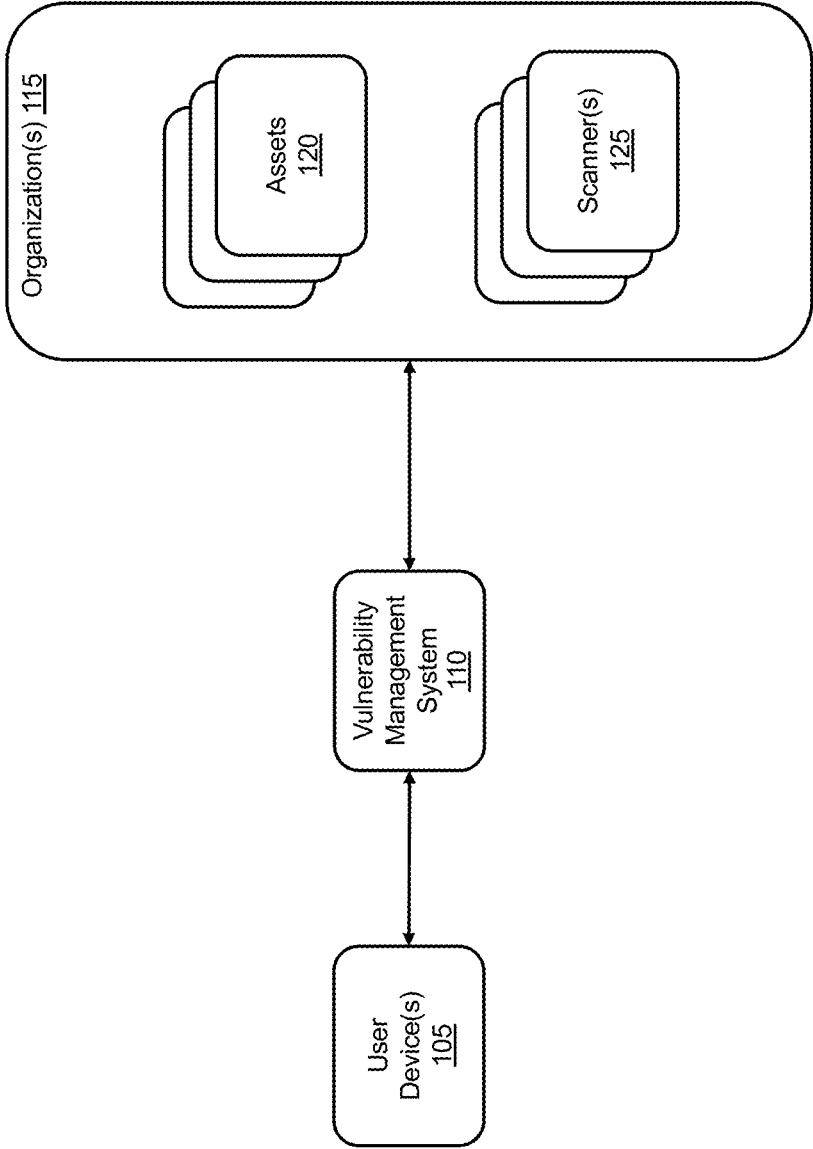 User
Device(s)
105
Vulnerability
Management
System
110
Organization(s) 115
Assets
120
Scanner(s)
125